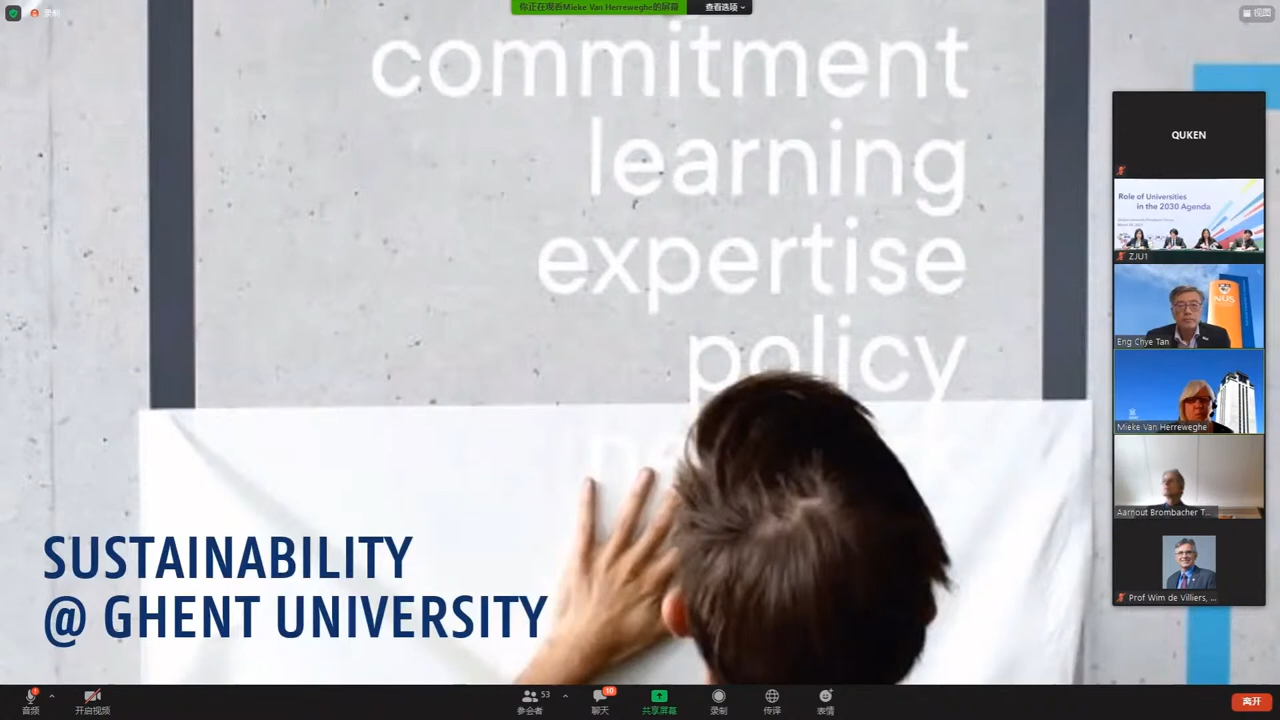 录制
你正在观看Mieke Van Herreweghe的屏幕
查看选项
视图
commitment
learning
expertise
policy
SUSTAINABILITY
@ GHENT UNIVERSITY
QUKEN
Role of Universities
in the 2030 Agenda
ZJU1
NUS
Eng Chye Tan
Mieke Van Herreweghe
Aarnout Brombacher T...
Prof Wim de Villiers, ...
音频
开启视频
53
参会者
10
聊天
共享屏幕
录制
传译
表情
离开